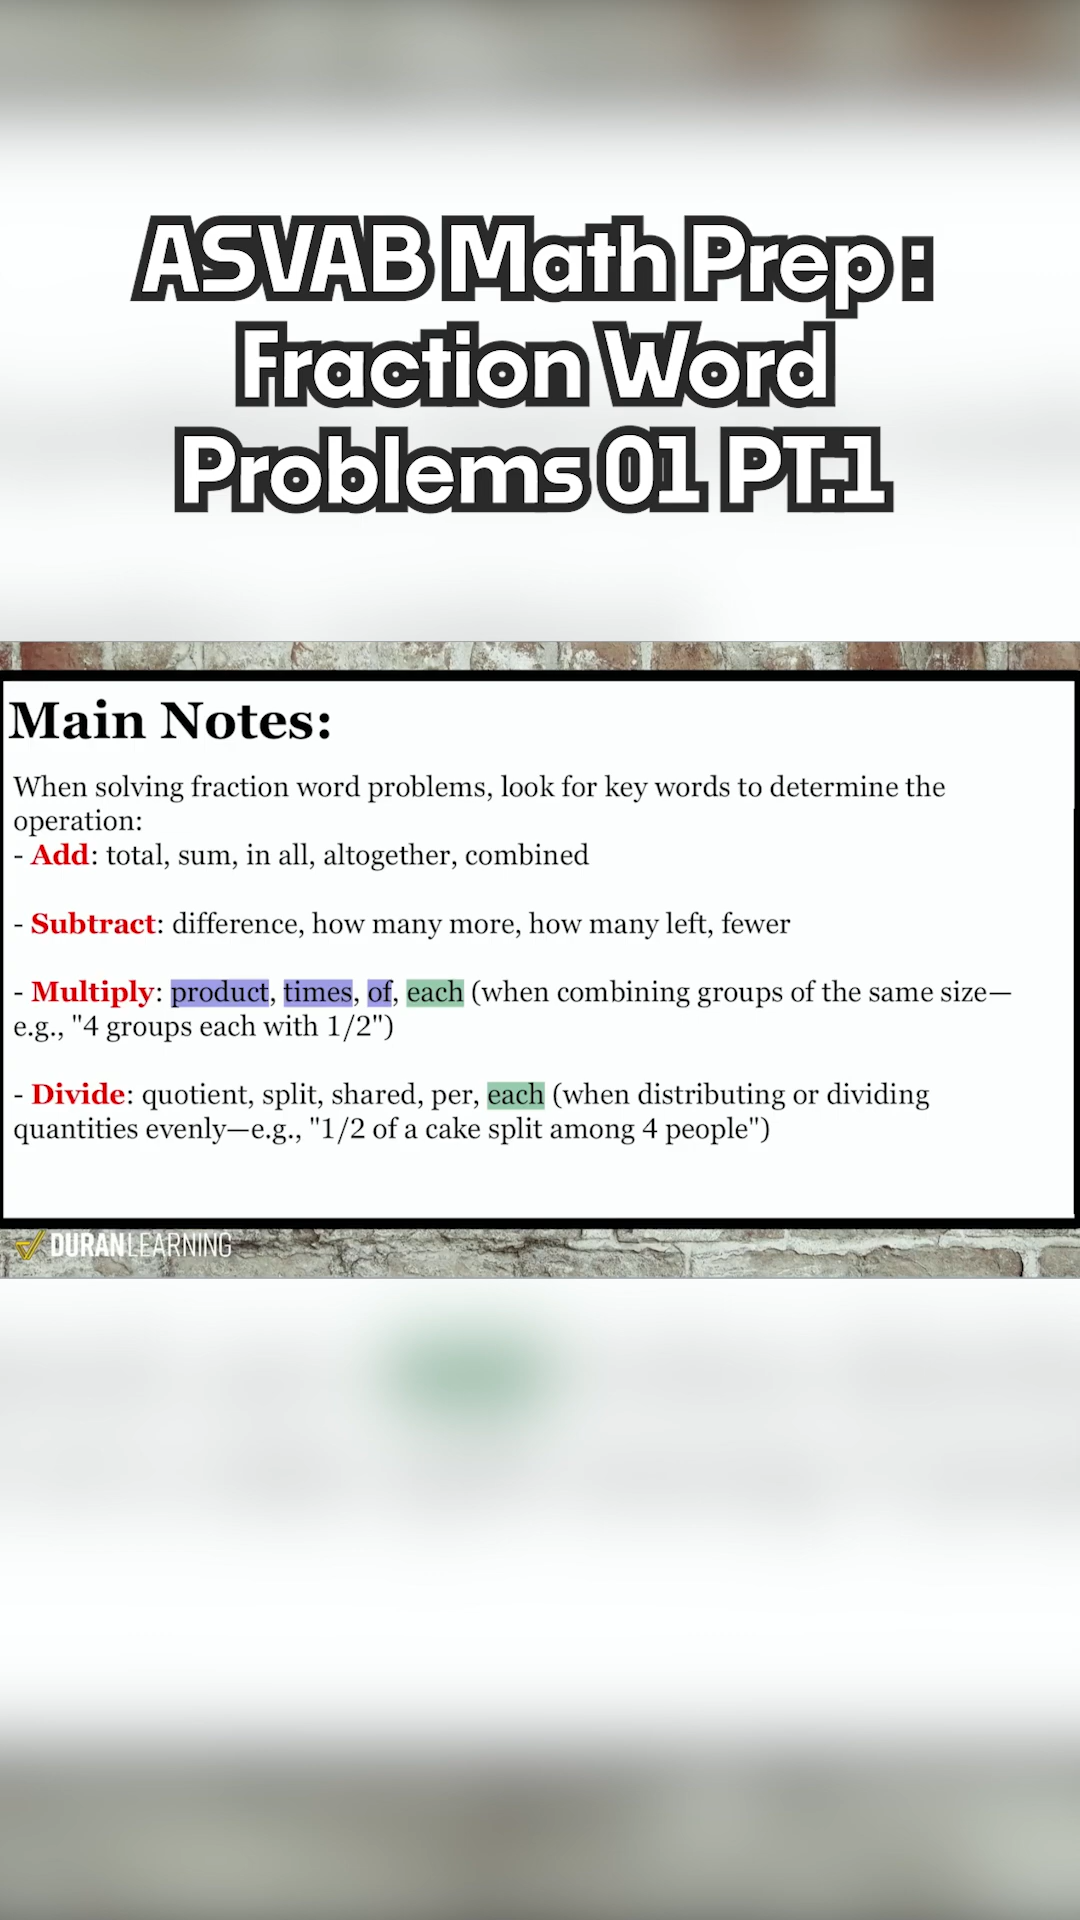 ASVAB Math Prep :
Fraction Word
Problems 01 PT.1
Main Notes:
When solving fraction word problems, look for key words to determine the
operation:
- Add: total, sum, in all, altogether, combined
- Subtract: difference, how many more, how many left, fewer
- Multiply: product, times, of, each (when combining groups of the same size—
e.g., "4 groups each with 1/2")
- Divide: quotient, split, shared, per, each (when distributing or dividing
quantities evenly—e.g., "1/2 of a cake split among 4 people")
DURANLEARNING